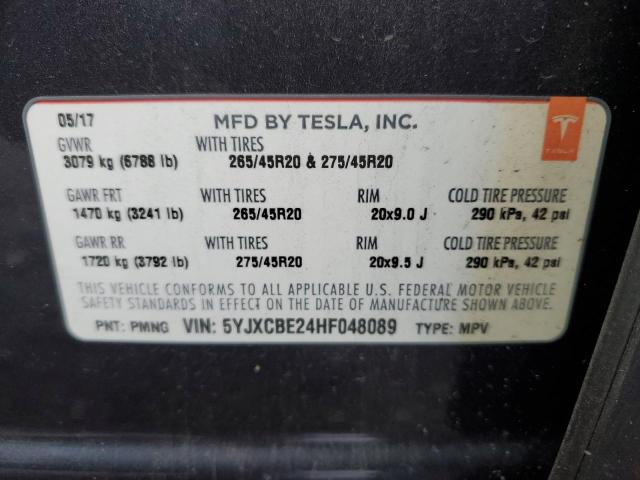 05/17 MFD BY TESLA, INC.
GVWR WITH TIRES
3079 kg (6788 lb) 265/45R20 & 275/45R20
TESLA
GAWR FRT WITH TIRES RIM COLD TIRE PRESSURE
1470 kg (3241 lb) 265/45R20 20x9.0 J 290 kPa, 42 psi
GAWR RR WITH TIRES RIM COLD TIRE PRESSURE
1720 kg (3792 lb) 275/45R20 20x9.5 J 290 kPa, 42 psi
THIS VEHICLE CONFORMS TO ALL APPLICABLE U.S. FEDERAL MOTOR VEHICLE
SAFETY STANDARDS IN EFFECT ON THE DATE OF MANUFACTURE SHOWN ABOVE.
PNT: PMNG VIN: 5YJXCBE24HF048089 TYPE: MPV